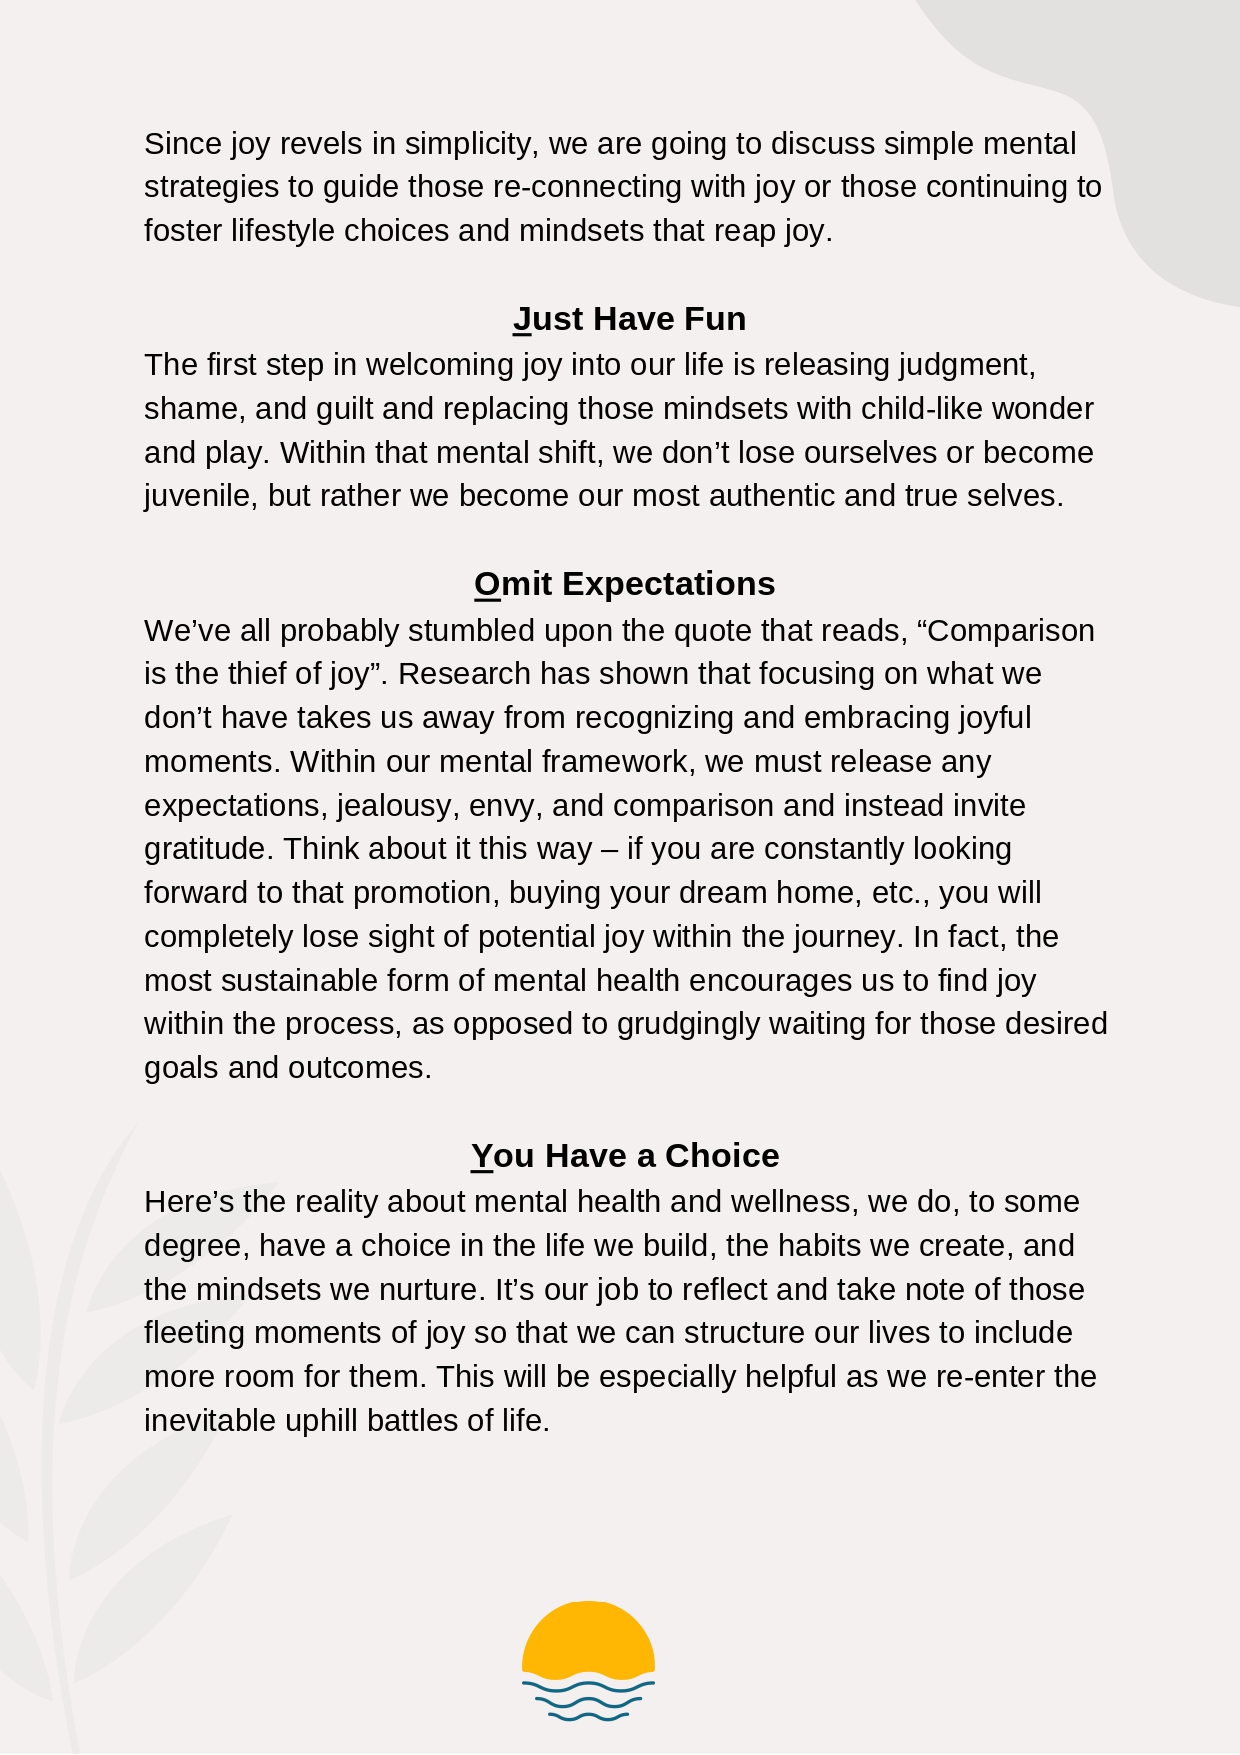 Since joy revels in simplicity, we are going to discuss simple mental
strategies to guide those re-connecting with joy or those continuing to
foster lifestyle choices and mindsets that reap joy.
Just Have Fun
The first step in welcoming joy into our life is releasing judgment,
shame, and guilt and replacing those mindsets with child-like wonder
and play. Within that mental shift, we don’t lose ourselves or become
juvenile, but rather we become our most authentic and true selves.
Omit Expectations
We’ve all probably stumbled upon the quote that reads, “Comparison
is the thief of joy”. Research has shown that focusing on what we
don’t have takes us away from recognizing and embracing joyful
moments. Within our mental framework, we must release any
expectations, jealousy, envy, and comparison and instead invite
gratitude. Think about it this way – if you are constantly looking
forward to that promotion, buying your dream home, etc., you will
completely lose sight of potential joy within the journey. In fact, the
most sustainable form of mental health encourages us to find joy
within the process, as opposed to grudgingly waiting for those desired
goals and outcomes.
You Have a Choice
Here’s the reality about mental health and wellness, we do, to some
degree, have a choice in the life we build, the habits we create, and
the mindsets we nurture. It’s our job to reflect and take note of those
fleeting moments of joy so that we can structure our lives to include
more room for them. This will be especially helpful as we re-enter the
inevitable uphill battles of life.